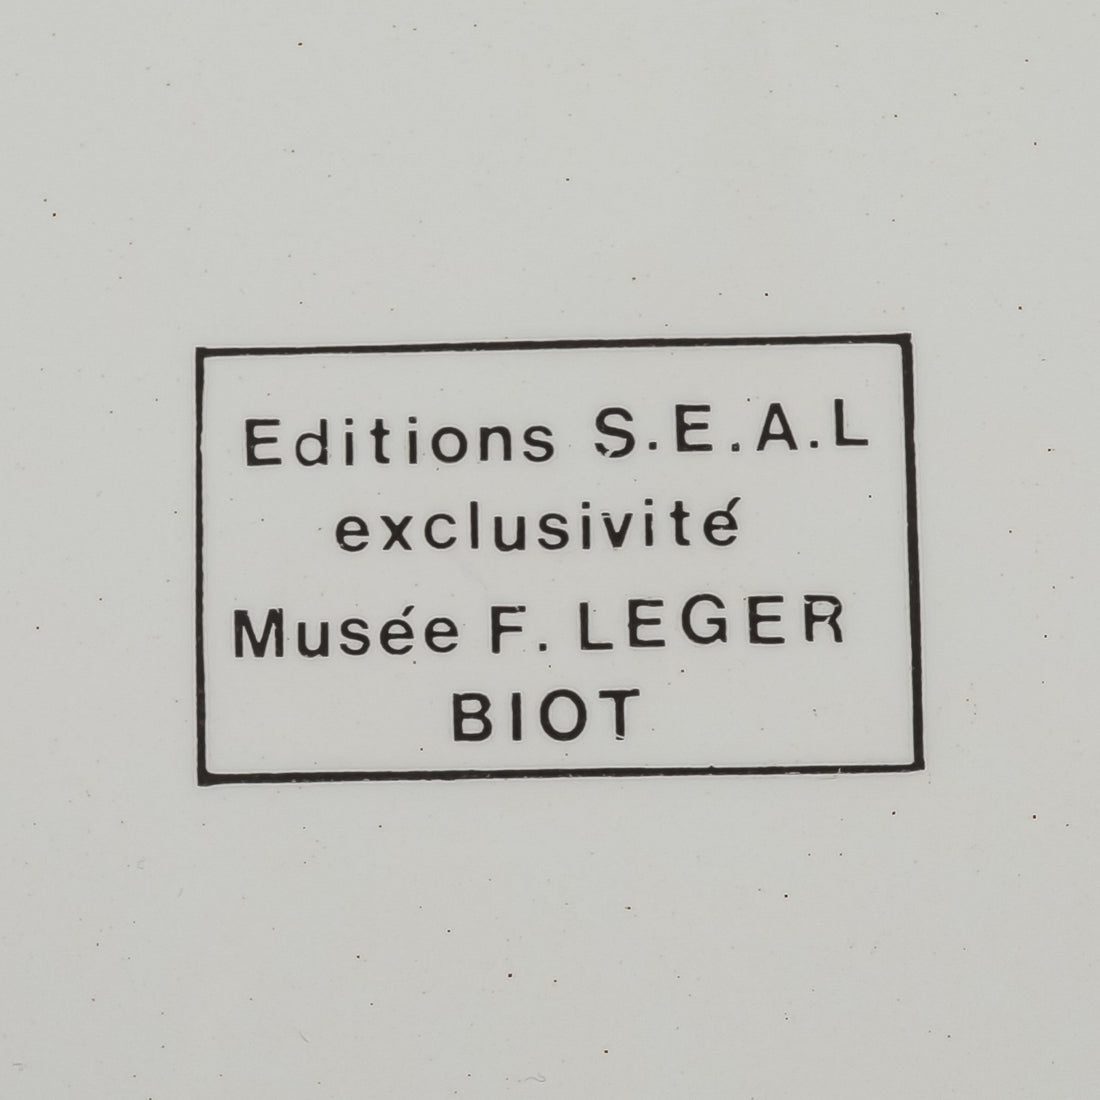 Editions S.E.A.L
exclusivité
Musée F. LEGER
BIOT